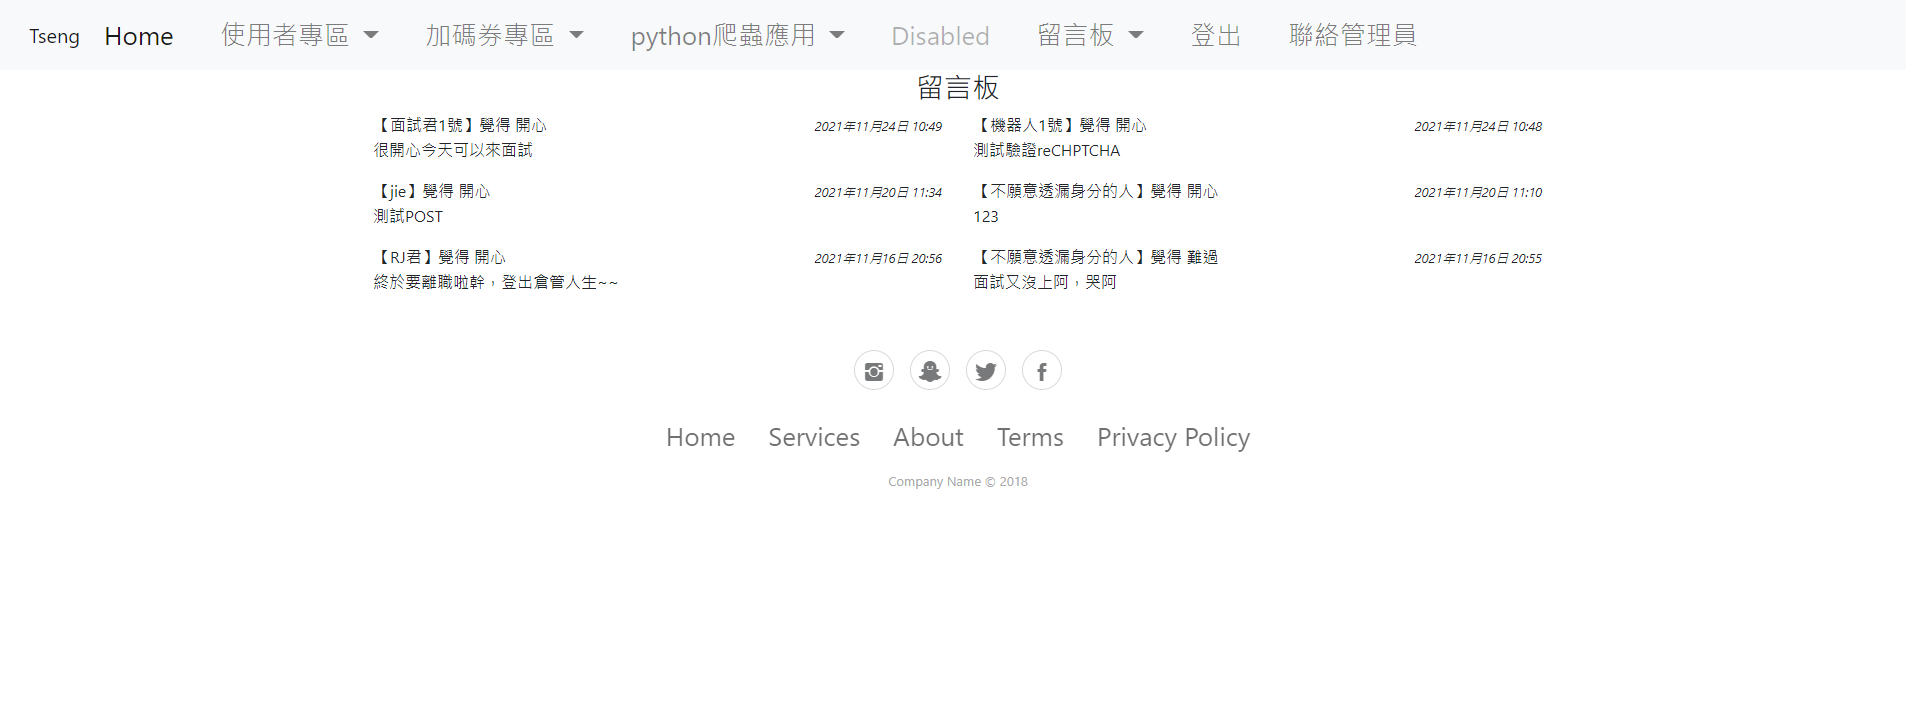 Tseng Home 使用者專區 加碼券專區 python爬蟲應用 Disabled 留言板 登出 聯絡管理員
留言板
【面試君1號】覺得 開心 2021年11月24日 10:49
很開心今天可以來面試
【機器人1號】覺得 開心 2021年11月24日 10:48
測試驗證reCHPTCHA
【jie】覺得 開心 2021年11月20日 11:34
測試POST
【不願意透漏身分的人】覺得 開心 2021年11月20日 11:10
123
【RJ君】覺得 開心 2021年11月16日 20:56
終於要離職啦幹，登出倉管人生~~
【不願意透漏身分的人】覺得 難過 2021年11月16日 20:55
面試又沒上阿，哭阿
Home Services About Terms Privacy Policy
Company Name © 2018